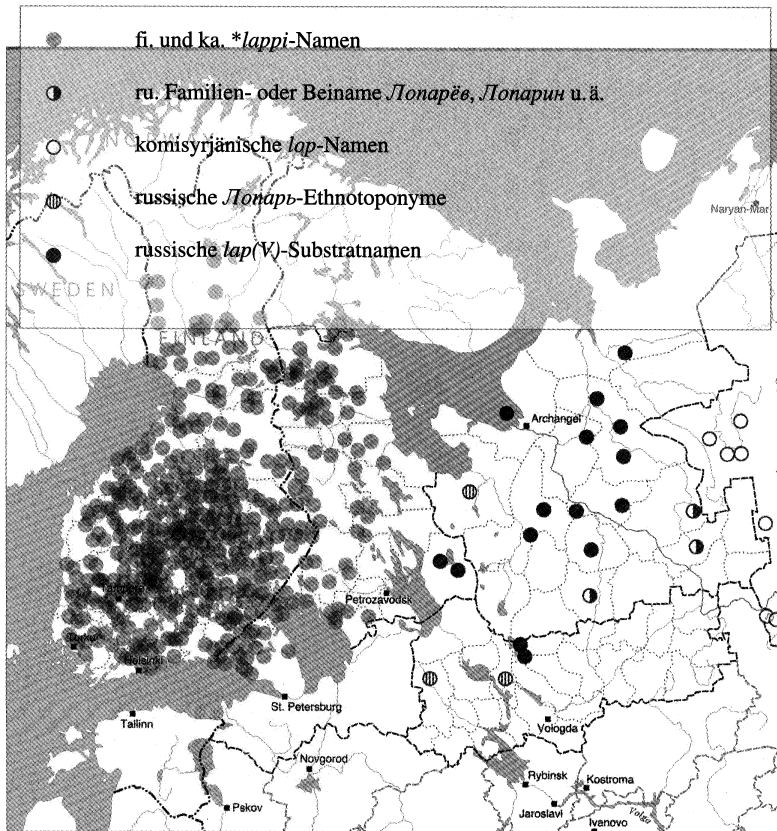 fi. und ka. *lappi-Namen
ru. Familien- oder Beiname Лопарёв, Лопарин u. ä.
NORWAY
komisyrjänische lop-Namen
russische Лопарь-Ethnotoponyme
Naryan-Mar
russische lap(V)-Substratnamen
SWEDEN
FINLAND
Archangel
Petrozavodsk
Turku
Helsinki
St. Petersburg
Tallinn
Vologda
Novgorod
Rybinsk
Kostroma
Pskov
Jaroslavl
Volga
Ivanovo